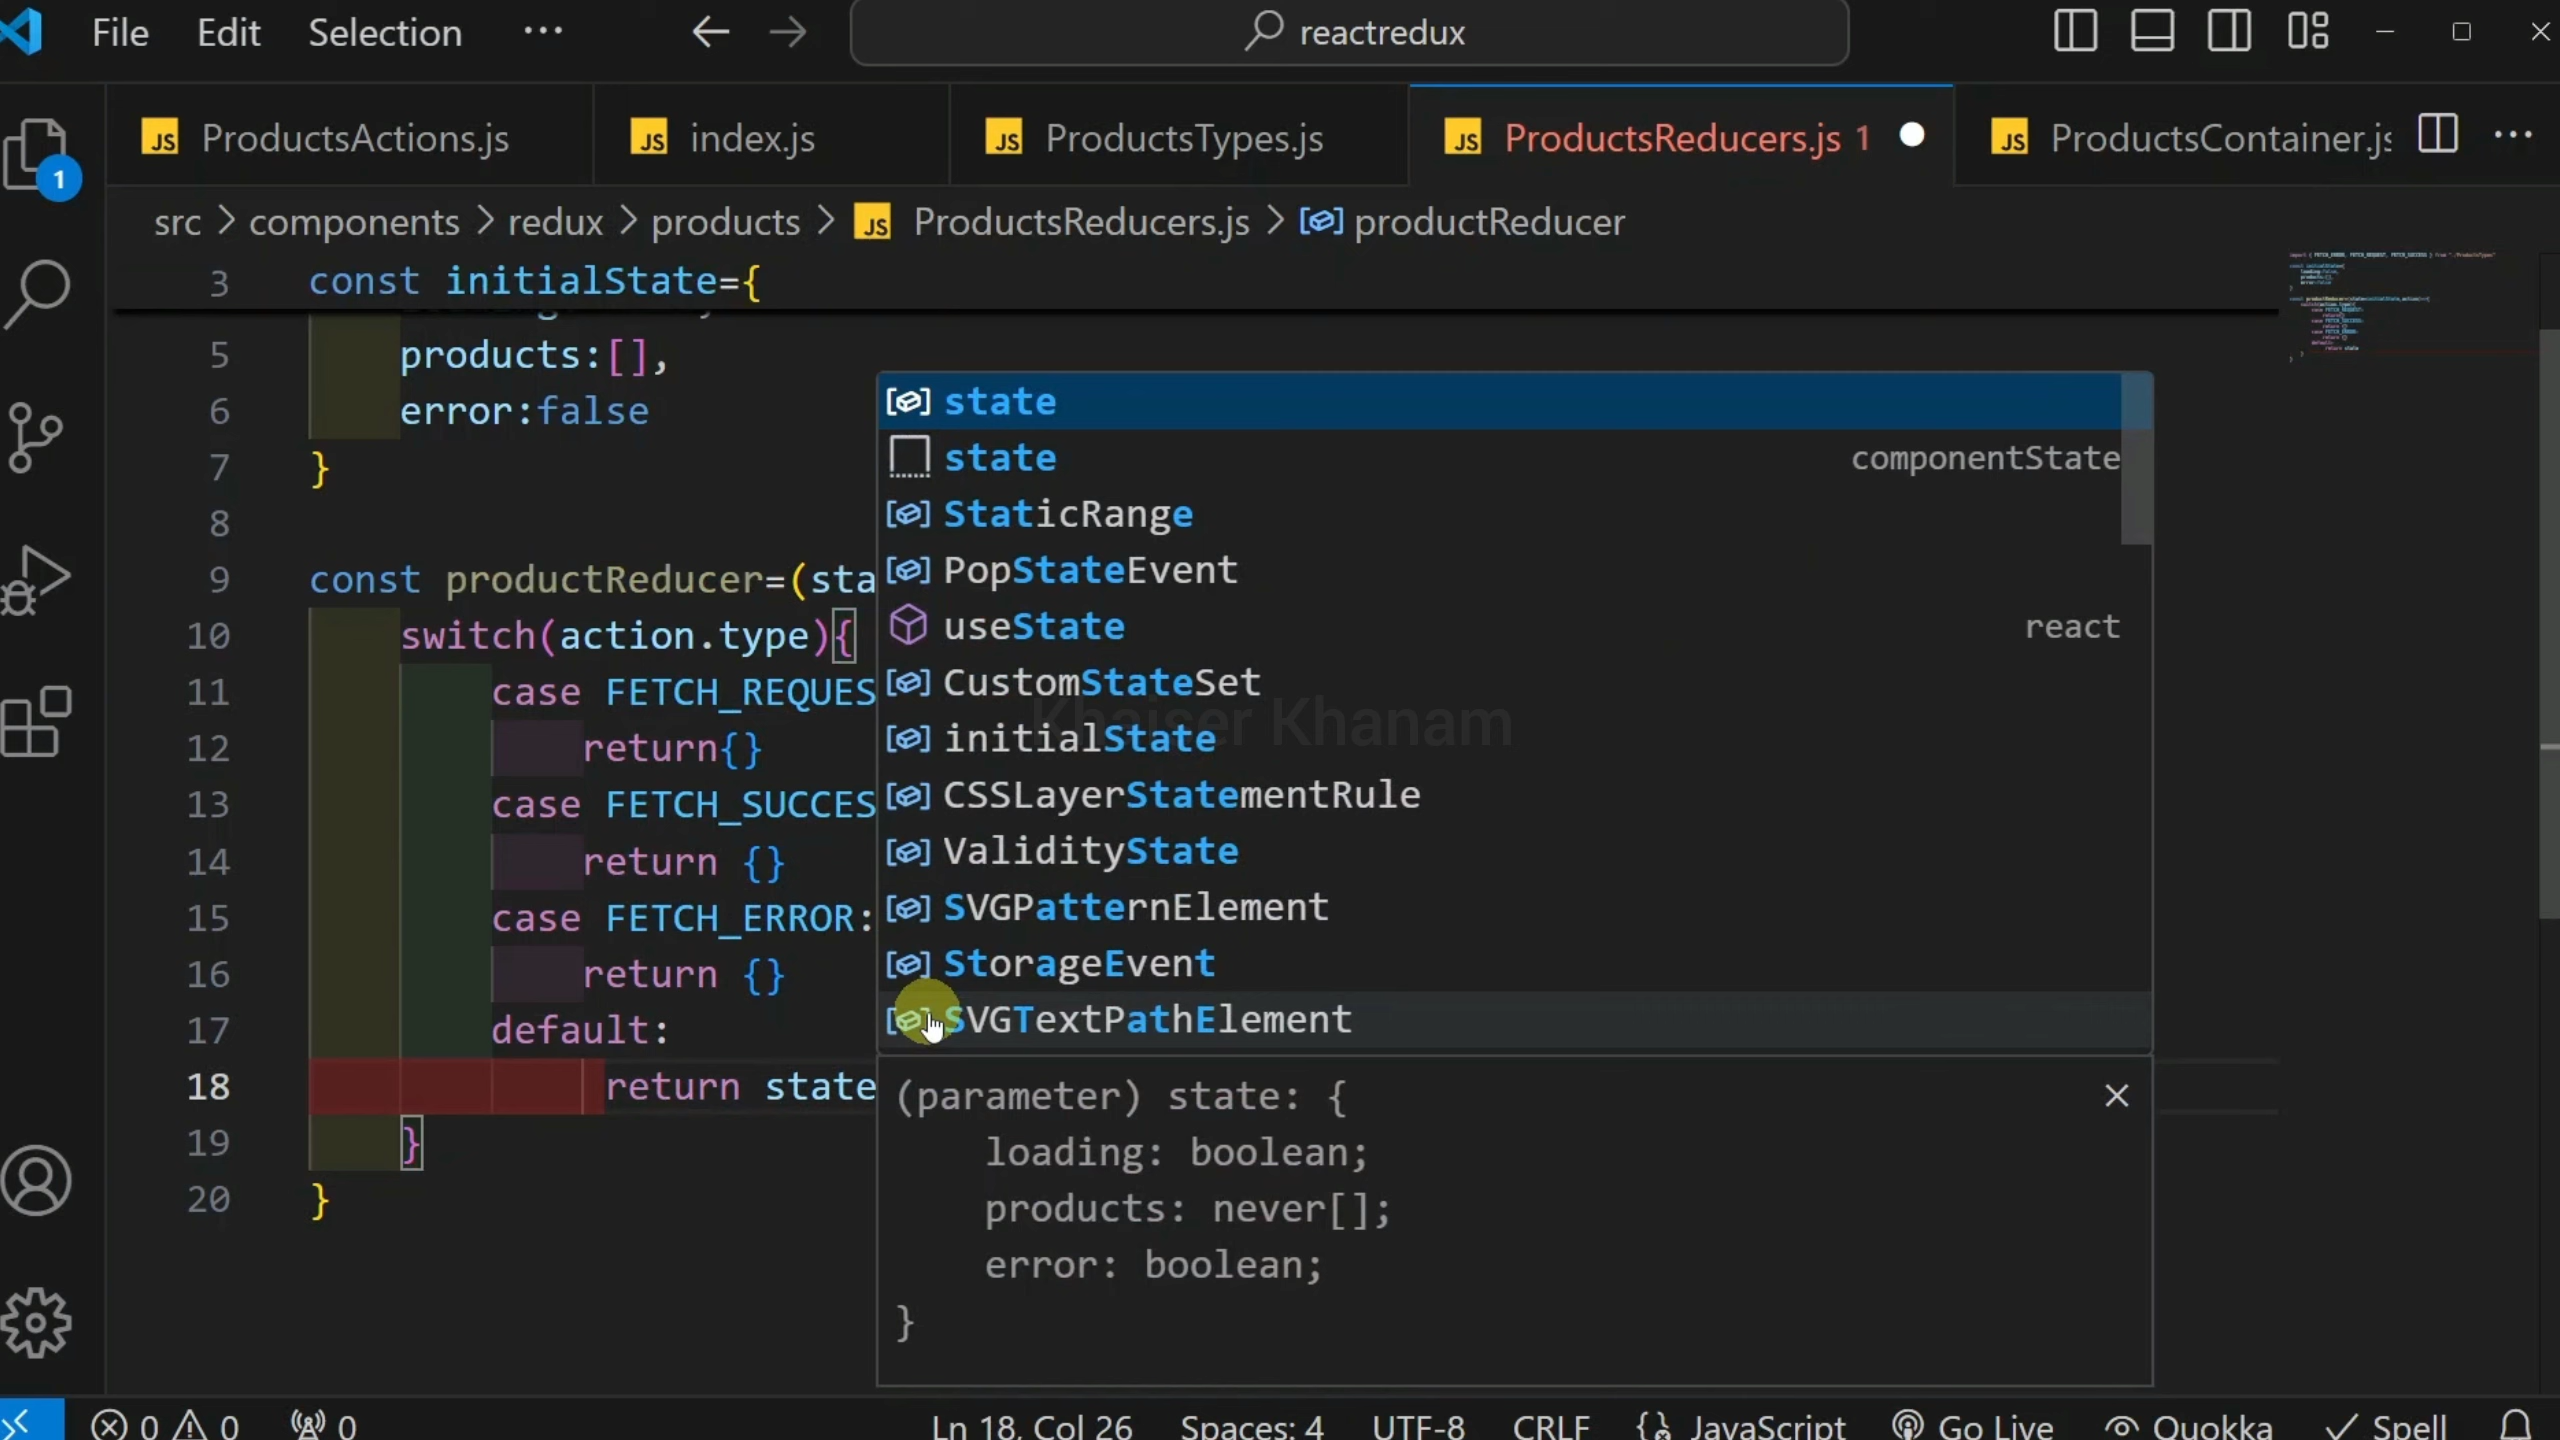 File Edit Selection ··· reactredux
ProductsActions.js index.js ProductsTypes.js ProductsReducers.js 1 ProductsContainer.js ···
1
src > components > redux > products > ProductsReducers.js > productReducer
3 const initialState={
5 products:[],
6 error:false
7 }
8
9 const productReducer=(sta
10 switch(action.type){
11 case FETCH_REQUES
12 return{}
13 case FETCH_SUCCES
14 return {}
15 case FETCH_ERROR:
16 return {}
17 default:
18 return state
19 }
20 }
state
state componentState
StaticRange
PopStateEvent
useState react
CustomStateSet
initialState
CSSLayerStatementRule
ValidityState
SVGPatternElement
StorageEvent
SVGTextPathElement
Khaiser Khanam
(parameter) state: {
loading: boolean;
products: never[];
error: boolean;
}
0 0 0 Ln 18, Col 26 Spaces: 4 UTF-8 CRLF {} JavaScript Go Live Quokka Spell